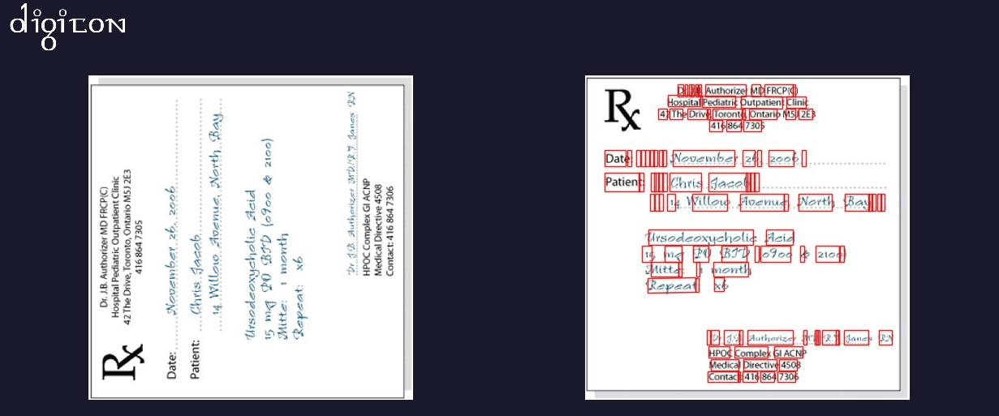 digiton
Dr. J.B. Authorizer MD FRCP(C)
Hospital Pediatric Outpatient Clinic
42 The Drive, Toronto, Ontario M5J 2E3
416 864 7305
Rx
Date: November 26, 2006
Patient: Chris Jacob
14 Willow Avenue, North Bay
Ursodeoxycholic Acid
15 mg PO BID (0900 & 2100)
Mitte: 1 month
Repeat: x6
Dr. J.B. Authorizer MD/R.J. Janes RN
HPOC Complex GI ACNP
Medical Directive 4508
Contact: 416 864 7306
Rx
Dr. J.B. Authorizer MD FRCP(C)
Hospital Pediatric Outpatient Clinic
42 The Drive, Toronto, Ontario M5J 2E3
416 864 7305
Date: November 26, 2006
Patient: Chris Jacob
14 Willow Avenue, North Bay
Ursodeoxycholic Acid
15 mg PO BID (0900 & 2100)
Mitte: 1 month
Repeat: x6
Dr. J.B. Authorizer MD/R.J. Janes RN
HPOC Complex GI ACNP
Medical Directive 4508
Contact: 416 864 7306